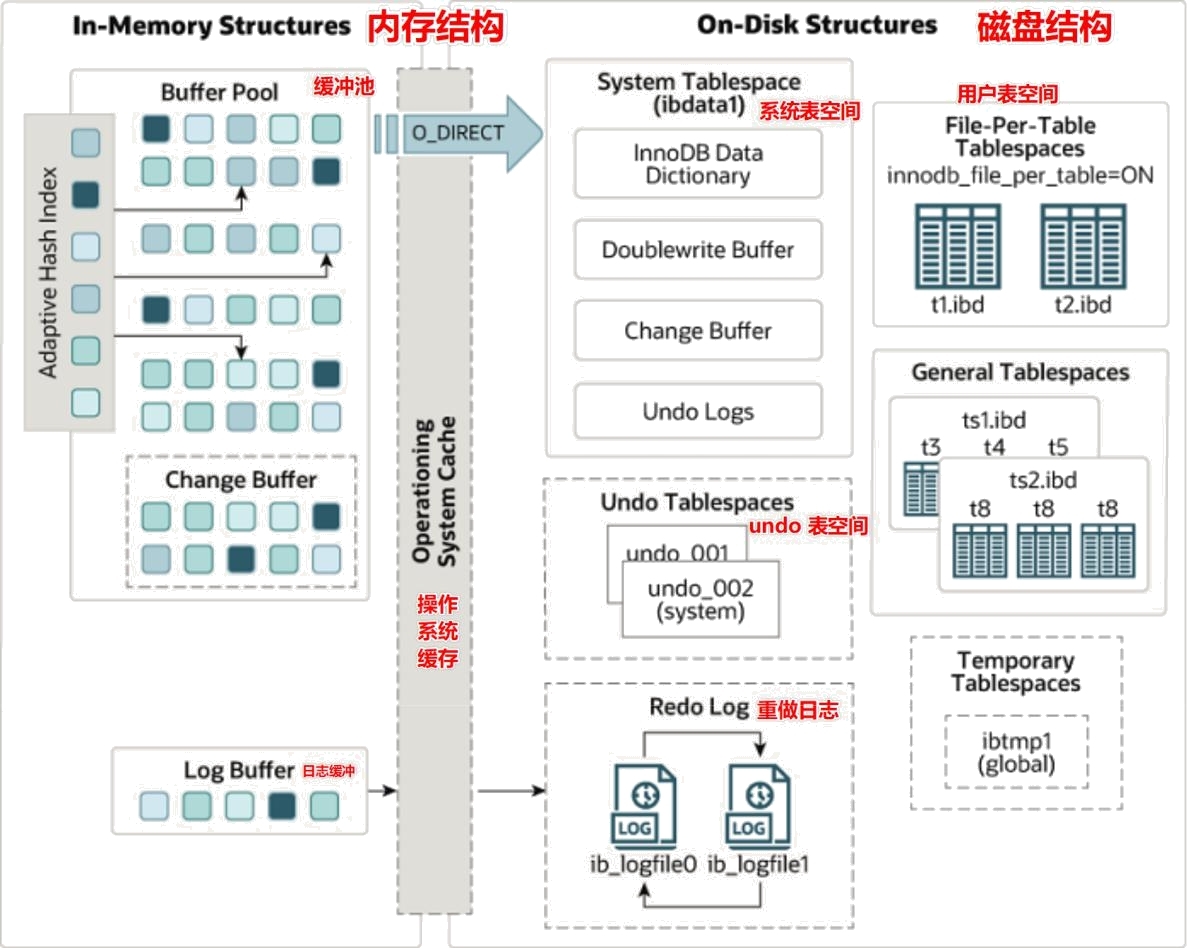 In-Memory Structures 内存结构
On-Disk Structures 磁盘结构
Buffer Pool 缓冲池
Adaptive Hash Index
Change Buffer
Log Buffer 日志缓冲
O_DIRECT
Operationing
System Cache
操作
系统
缓存
System Tablespace
(ibdata1) 系统表空间
InnoDB Data
Dictionary
Doublewrite Buffer
Change Buffer
Undo Logs
Undo Tablespaces
undo 表空间
undo_001
undo_002
(system)
Redo Log 重做日志
LOG
LOG
ib_logfile0
ib_logfile1
用户表空间
File-Per-Table
Tablespaces
innodb_file_per_table=ON
t1.ibd
t2.ibd
General Tablespaces
ts1.ibd
t3 t4 t5
ts2.ibd
t8 t8 t8
Temporary
Tablespaces
ibtmp1
(global)